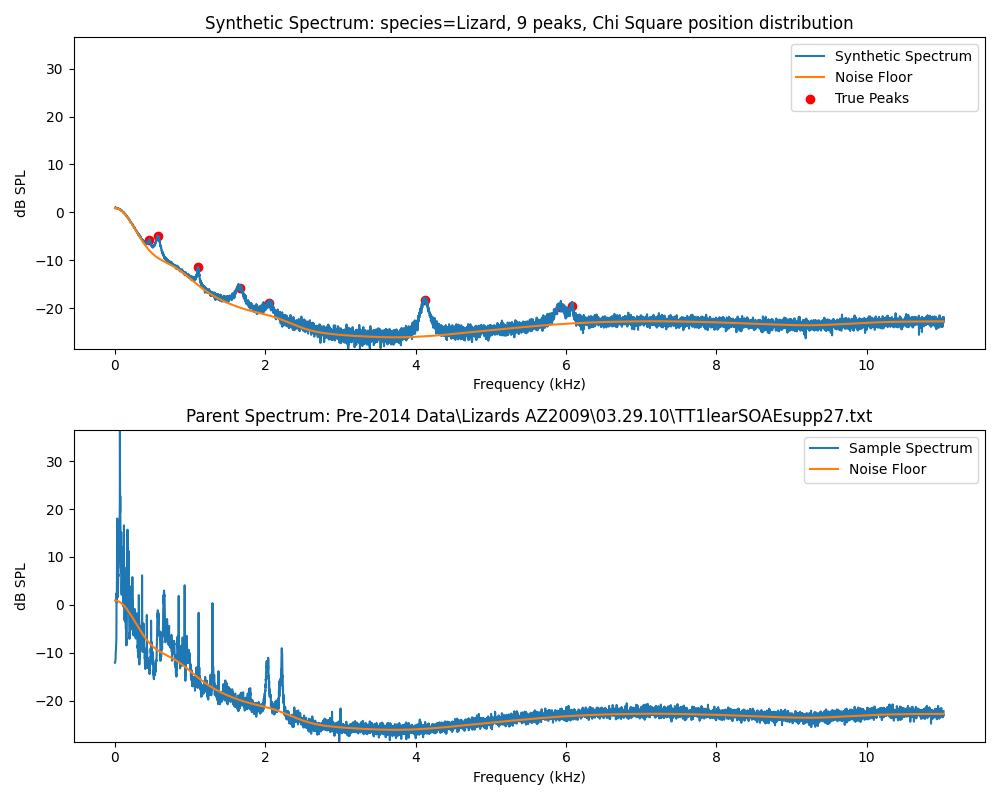 Synthetic Spectrum: species=Lizard, 9 peaks, Chi Square position distribution
30
20
10
0
−10
−20
dB SPL
Synthetic Spectrum
Noise Floor
True Peaks
0 2 4 6 8 10
Frequency (kHz)
Parent Spectrum: Pre-2014 Data\Lizards AZ2009\03.29.10\TT1learSOAEsupp27.txt
30
20
10
0
−10
−20
dB SPL
Sample Spectrum
Noise Floor
0 2 4 6 8 10
Frequency (kHz)